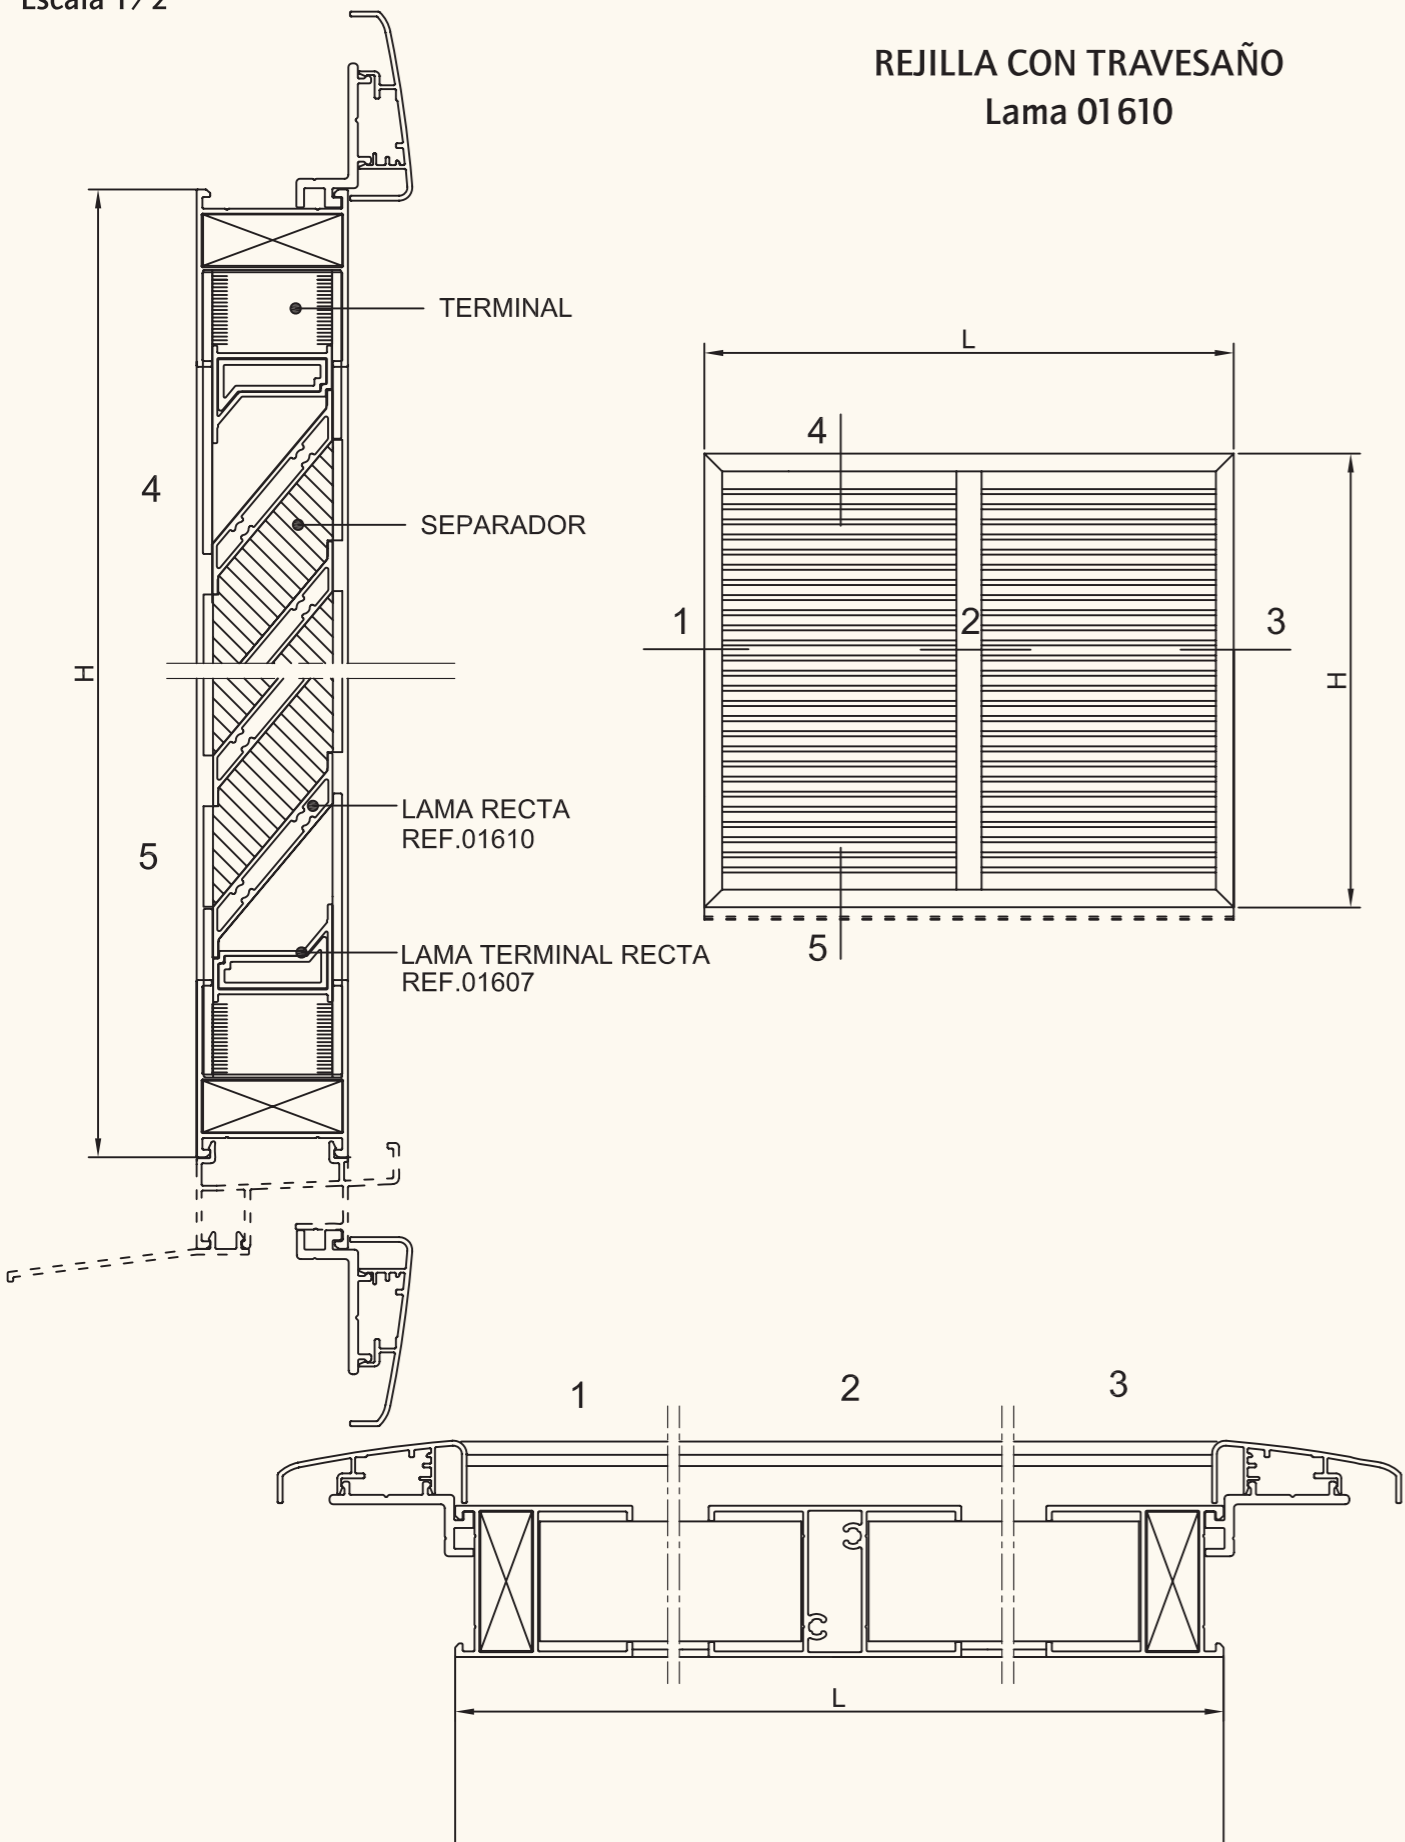 Escala 1/2
REJILLA CON TRAVESAÑO
Lama 01610
TERMINAL
L
4
4
SEPARADOR
1
2
3
H
H
LAMA RECTA
REF.01610
5
5
LAMA TERMINAL RECTA
REF.01607
1
2
3
L